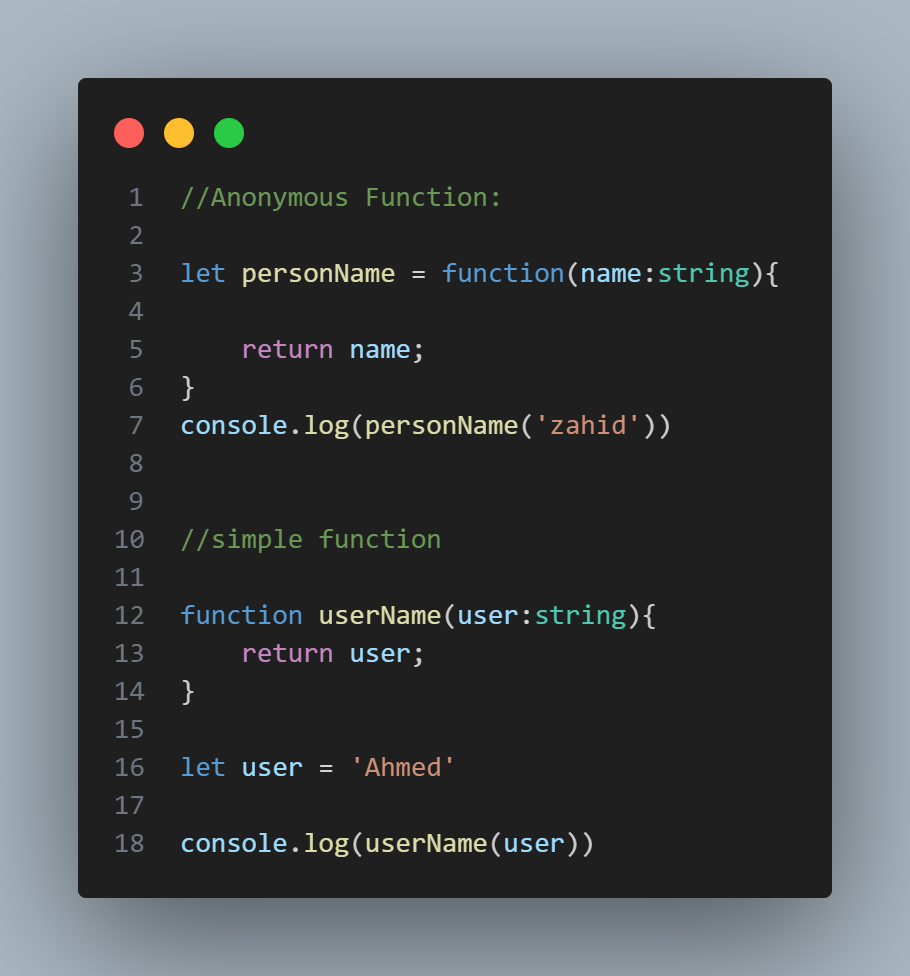 1 //Anonymous Function:
2
3 let personName = function(name:string){
4
5     return name;
6 }
7 console.log(personName('zahid'))
8
9
10 //simple function
11
12 function userName(user:string){
13     return user;
14 }
15
16 let user = 'Ahmed'
17
18 console.log(userName(user))